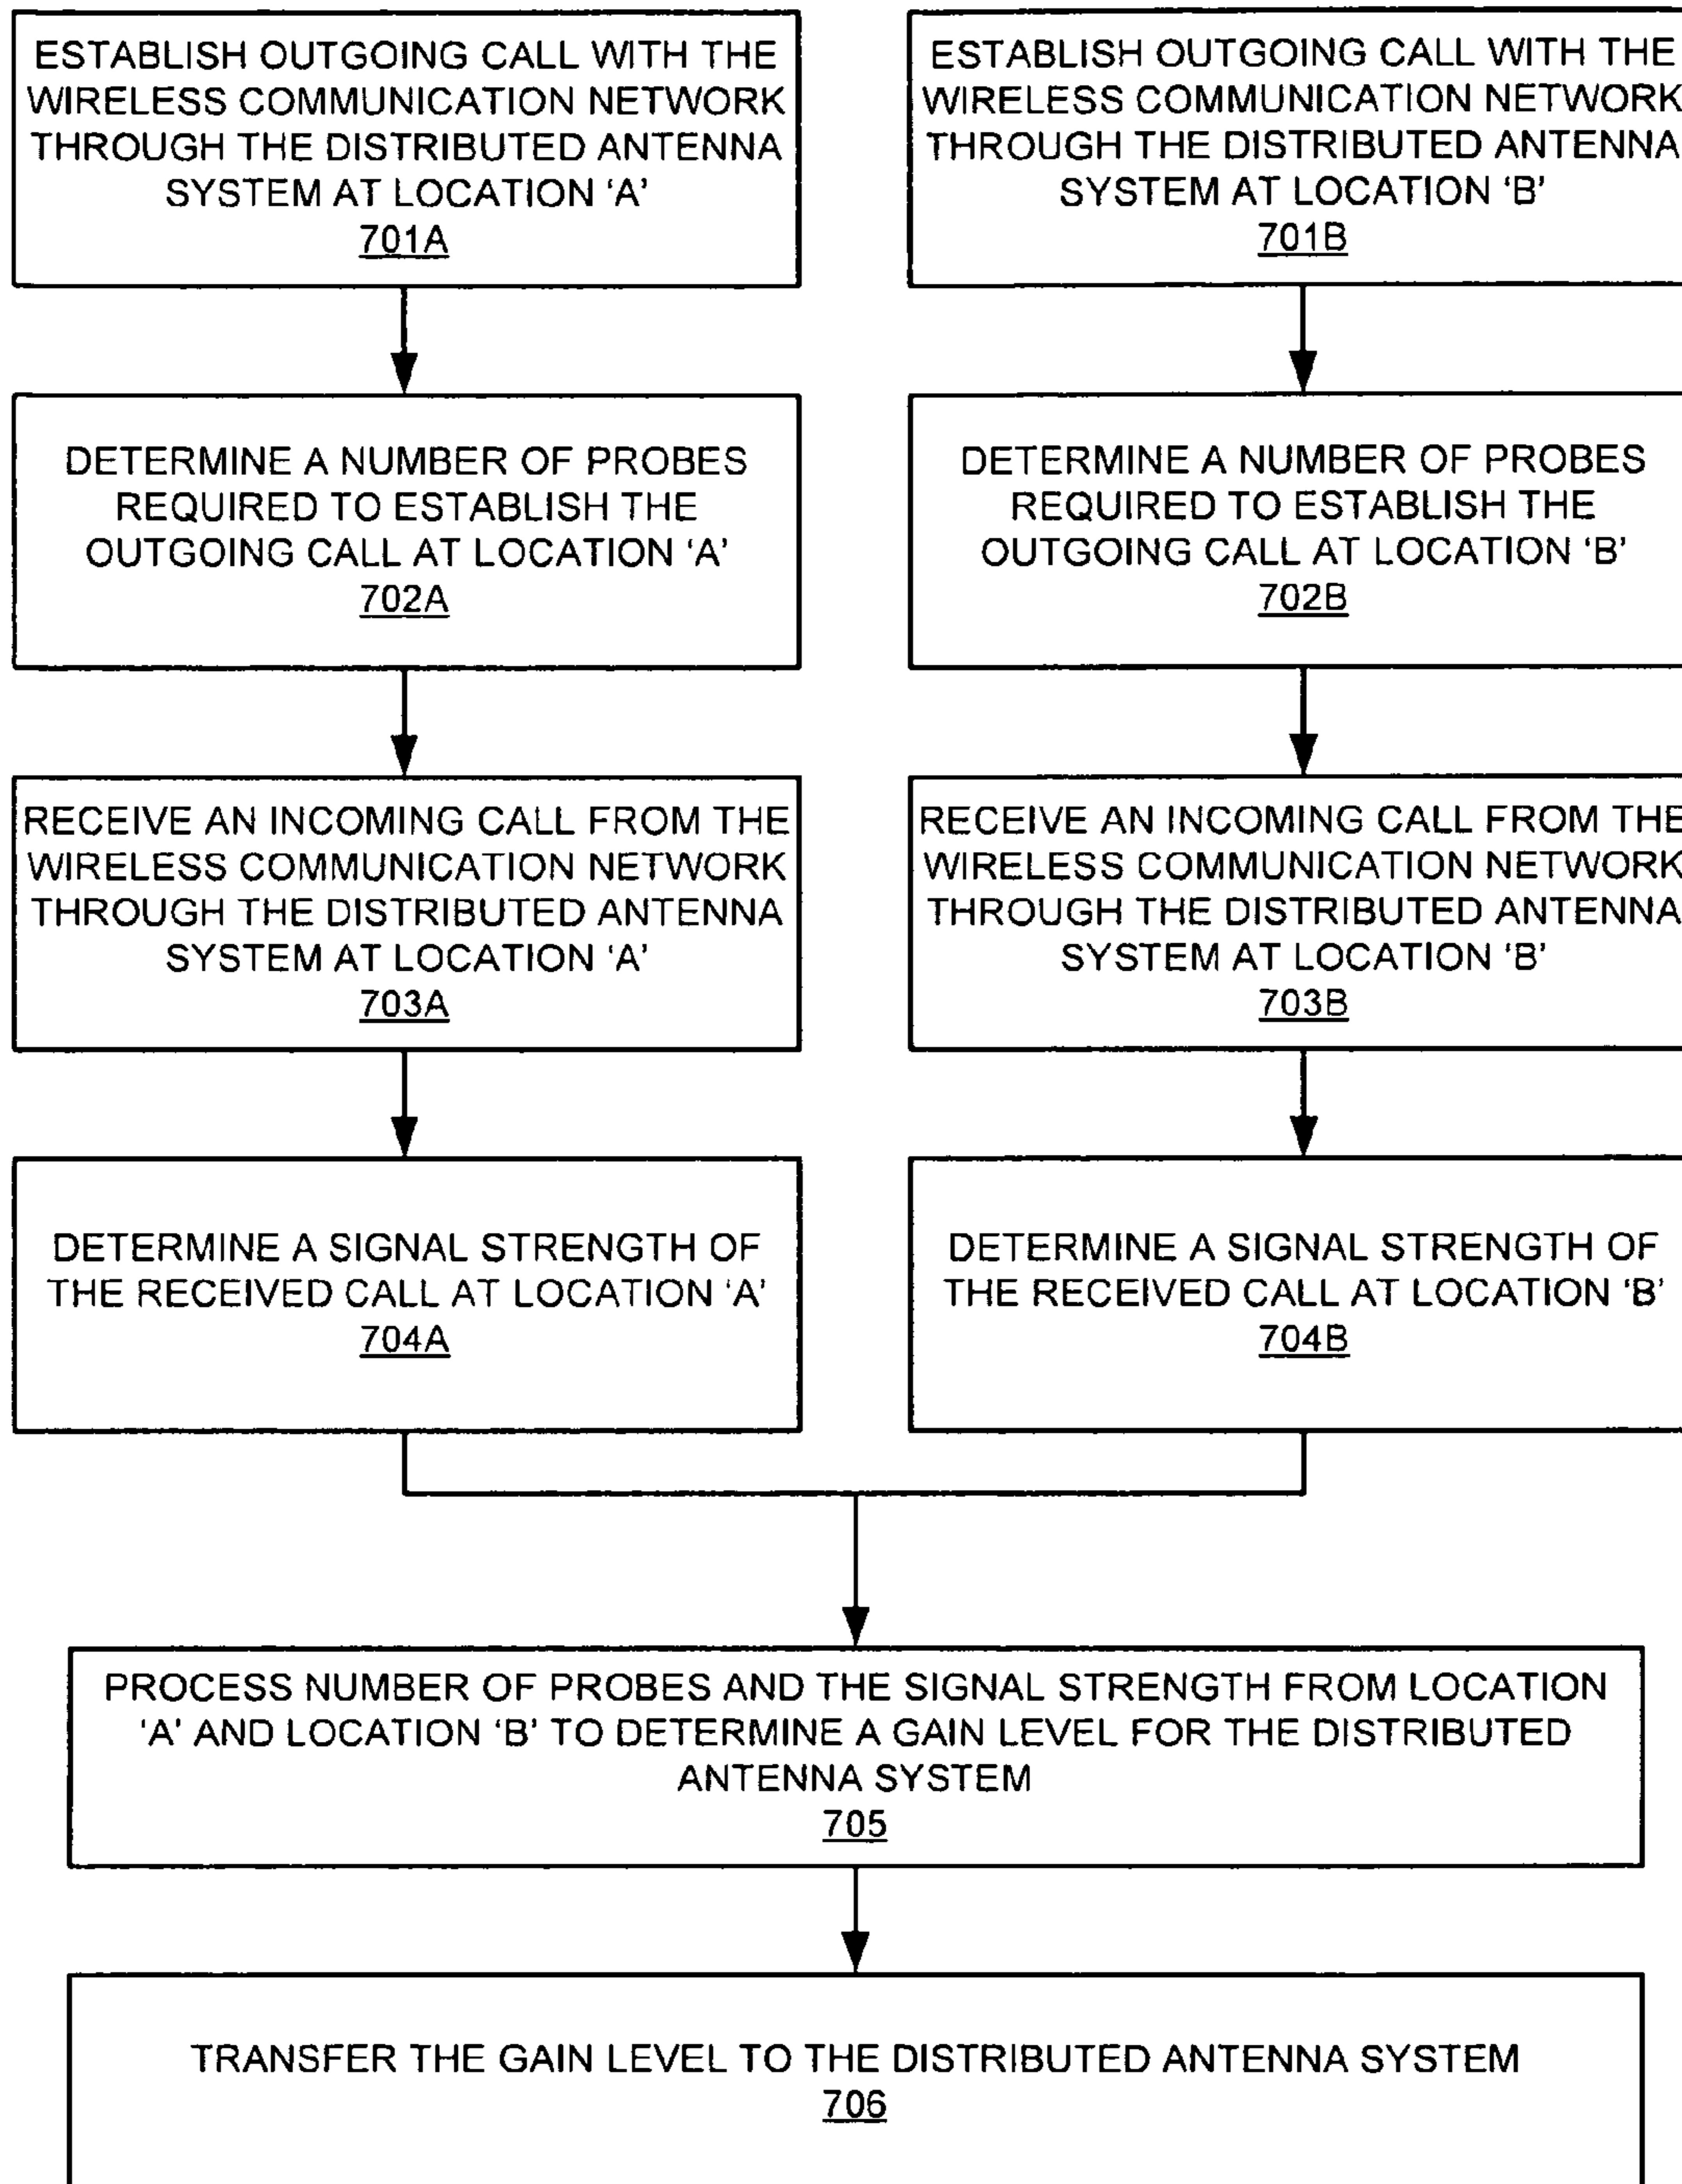 ESTABLISH OUTGOING CALL WITH THE
WIRELESS COMMUNICATION NETWORK
THROUGH THE DISTRIBUTED ANTENNA
SYSTEM AT LOCATION ‘A’
701A
ESTABLISH OUTGOING CALL WITH THE
WIRELESS COMMUNICATION NETWORK
THROUGH THE DISTRIBUTED ANTENNA
SYSTEM AT LOCATION ‘B’
701B
DETERMINE A NUMBER OF PROBES
REQUIRED TO ESTABLISH THE
OUTGOING CALL AT LOCATION ‘A’
702A
DETERMINE A NUMBER OF PROBES
REQUIRED TO ESTABLISH THE
OUTGOING CALL AT LOCATION ‘B’
702B
RECEIVE AN INCOMING CALL FROM THE
WIRELESS COMMUNICATION NETWORK
THROUGH THE DISTRIBUTED ANTENNA
SYSTEM AT LOCATION ‘A’
703A
RECEIVE AN INCOMING CALL FROM THE
WIRELESS COMMUNICATION NETWORK
THROUGH THE DISTRIBUTED ANTENNA
SYSTEM AT LOCATION ‘B’
703B
DETERMINE A SIGNAL STRENGTH OF
THE RECEIVED CALL AT LOCATION ‘A’
704A
DETERMINE A SIGNAL STRENGTH OF
THE RECEIVED CALL AT LOCATION ‘B’
704B
PROCESS NUMBER OF PROBES AND THE SIGNAL STRENGTH FROM LOCATION
‘A’ AND LOCATION ‘B’ TO DETERMINE A GAIN LEVEL FOR THE DISTRIBUTED
ANTENNA SYSTEM
705
TRANSFER THE GAIN LEVEL TO THE DISTRIBUTED ANTENNA SYSTEM
706